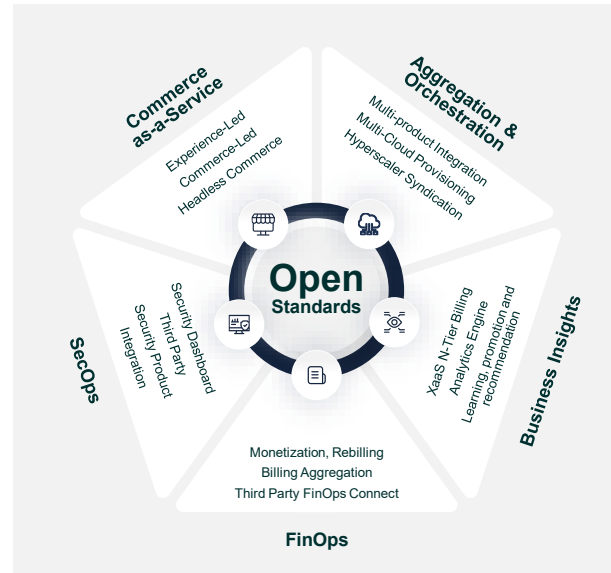 Commerce
as-a-Service
Experience-Led
Commerce-Led
Headless Commerce
Aggregation &
Orchestration
Multi-product Integration
Multi-Cloud Provisioning
Hyperscaler Syndication
Open
Standards
SecOps
Security Dashboard
Third Party
Security Product
Integration
XaaS N-Tier Billing
Analytics Engine
Learning, promotion and
recommendation
Business Insights
Monetization, Rebilling
Billing Aggregation
Third Party FinOps Connect
FinOps